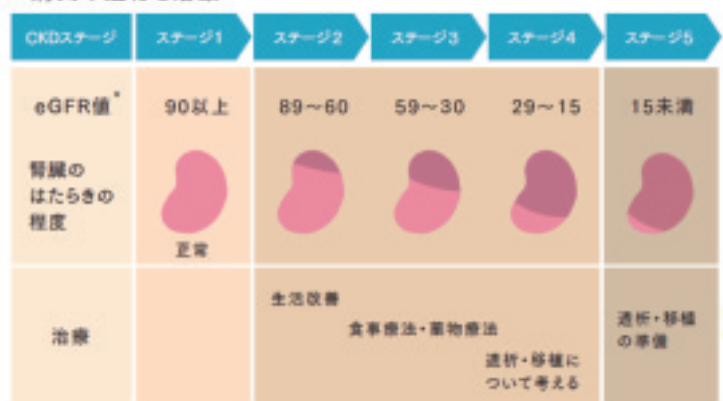 CKDステージ ステージ1 ステージ2 ステージ3 ステージ4 ステージ5
eGFR値* 90以上 89〜60 59〜30 29〜15 15未満
腎臓の
はたらきの
程度
正常
治療
生活改善
食事療法・薬物療法
透析・移植に
ついて考える
透析・移植
の準備